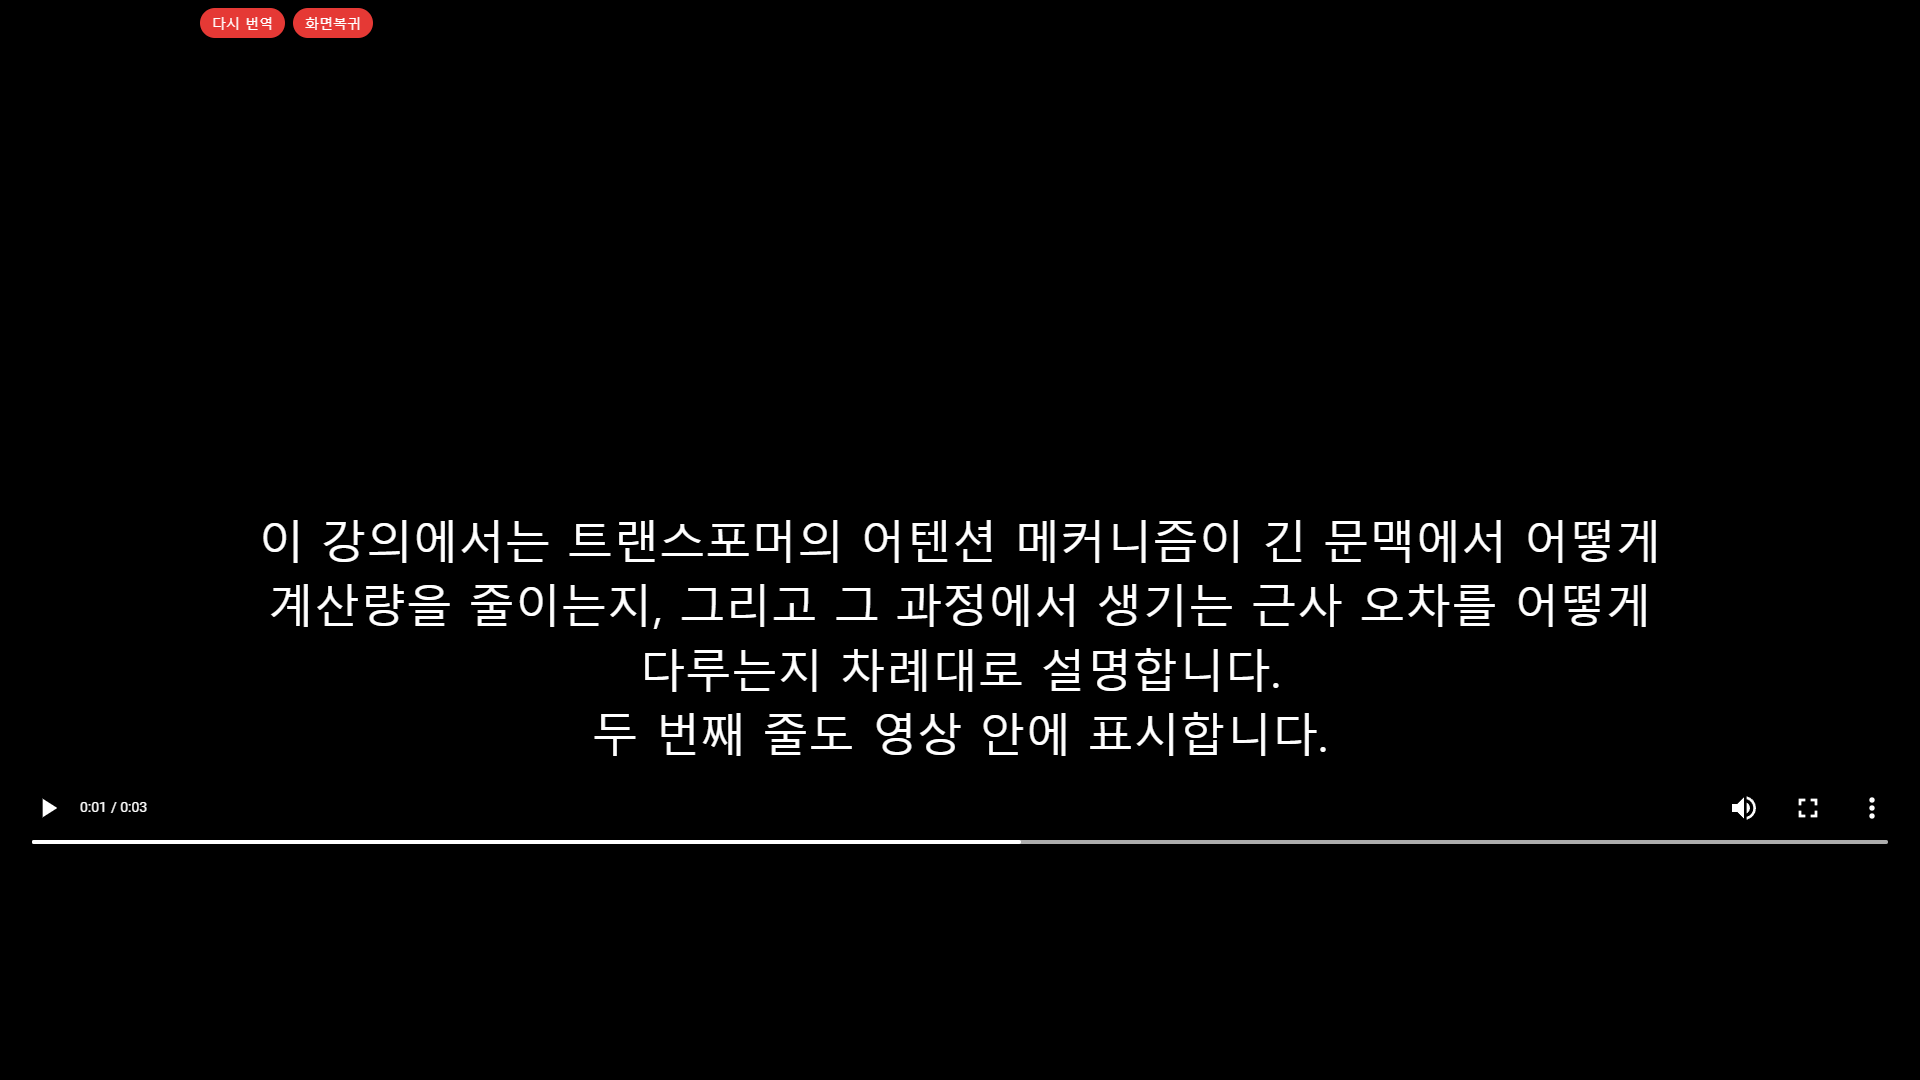 다시 번역 화면복귀
이 강의에서는 트랜스포머의 어텐션 메커니즘이 긴 문맥에서 어떻게
계산량을 줄이는지, 그리고 그 과정에서 생기는 근사 오차를 어떻게
다루는지 차례대로 설명합니다.
두 번째 줄도 영상 안에 표시합니다.
0:01 / 0:03